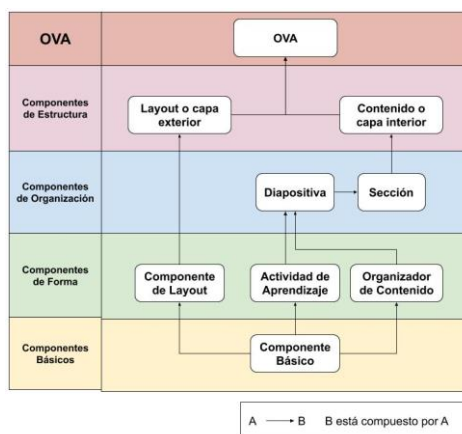 OVA
OVA
Componentes
de Estructura
Layout o capa
exterior
Contenido o
capa interior
Componentes
de Organización
Diapositiva
Sección
Componentes
de Forma
Componente
de Layout
Actividad de
Aprendizaje
Organizador
de Contenido
Componentes
Básicos
Componente
Básico
A B B está compuesto por A